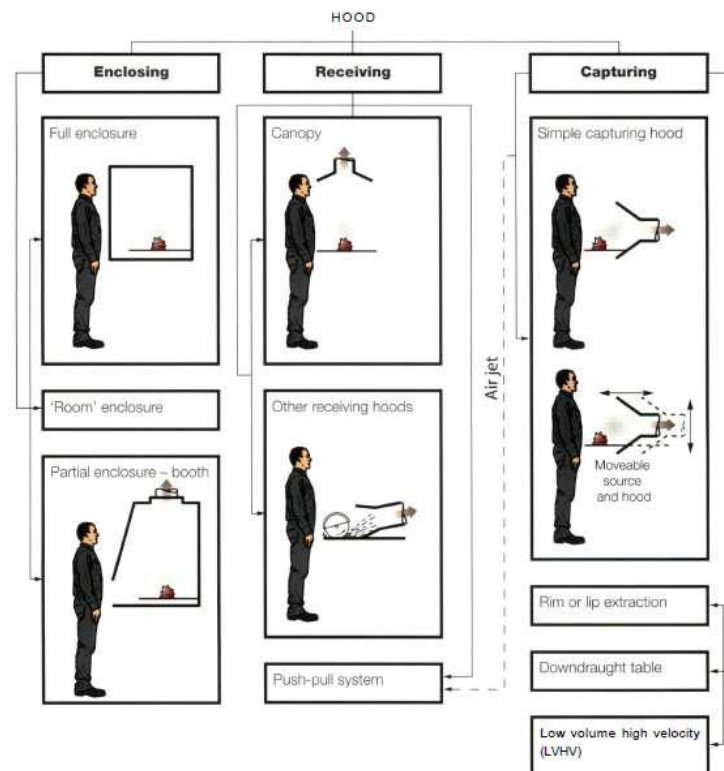 HOOD
Enclosing
Receiving
Capturing
Full enclosure
Canopy
Simple capturing hood
Air jet
'Room' enclosure
Other receiving hoods
Moveable
source
and hood
Partial enclosure – booth
Rim or lip extraction
Push-pull system
Downdraught table
Low volume high velocity
(LVHV)